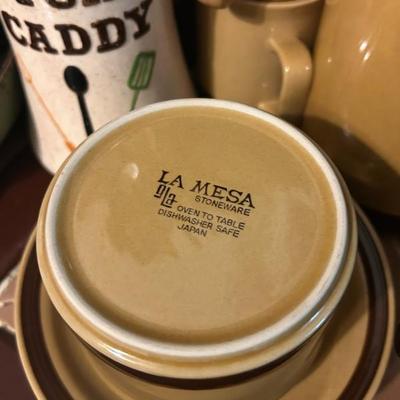 CADDY
LA MESA
STONEWARE
OVEN TO TABLE
DISHWASHER SAFE
JAPAN